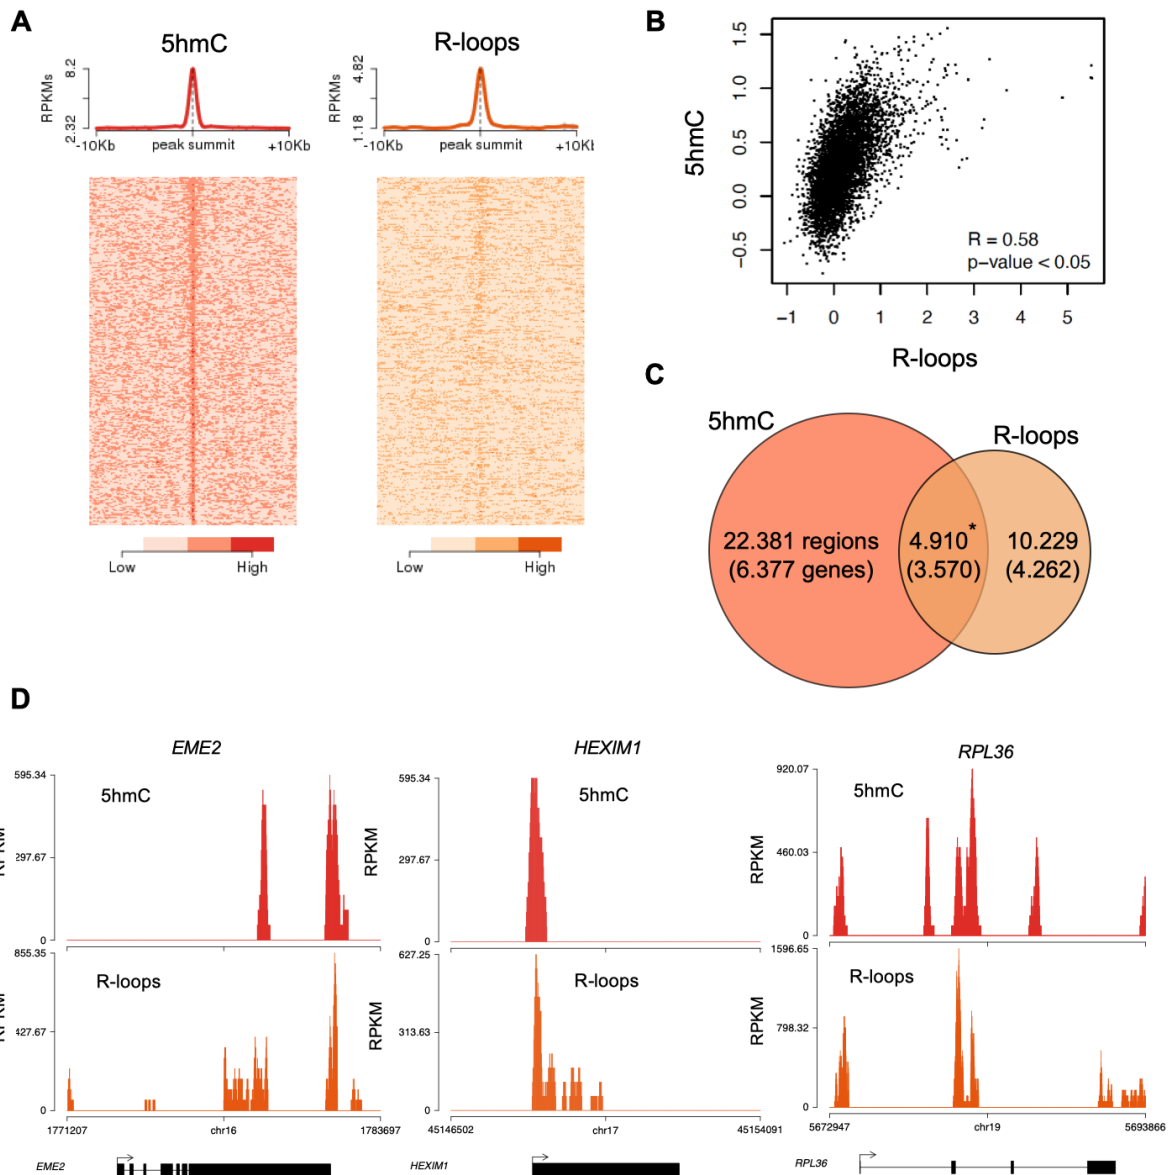 A
5hmC
R-loops
RPKMs
8.2
2.32
-10Kb
peak summit
+10Kb
RPKMs
4.82
1.18
-10Kb
peak summit
+10Kb
Low
High
Low
High
B
5hmC
1.5
1.0
0.5
0.0
−0.5
R = 0.58
p−value < 0.05
−1 0 1 2 3 4 5
R-loops
C
5hmC
R-loops
22.381 regions
(6.377 genes)
4.910*
(3.570)
10.229
(4.262)
D
EME2
5hmC
RPKM
595.34
297.67
0
R-loops
RPKM
855.35
427.67
0
1771207
chr16
1783697
EME2
HEXIM1
5hmC
RPKM
595.34
297.67
0
R-loops
RPKM
627.25
313.63
0
45146502
chr17
45154091
HEXIM1
RPL36
5hmC
RPKM
920.07
460.03
0
R-loops
RPKM
1596.65
798.32
0
5672947
chr19
5693866
RPL36